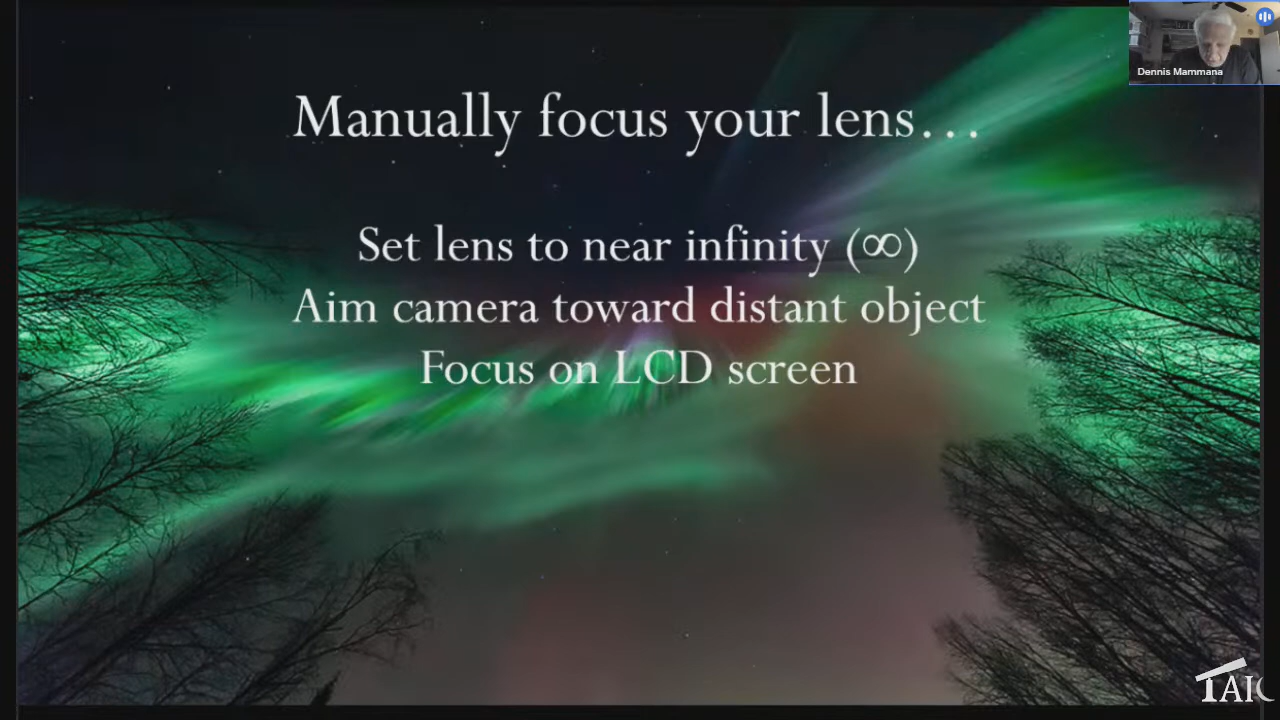 Manually focus your lens...
Set lens to near infinity (∞)
Aim camera toward distant object
Focus on LCD screen
Dennis Mammana
TAIC